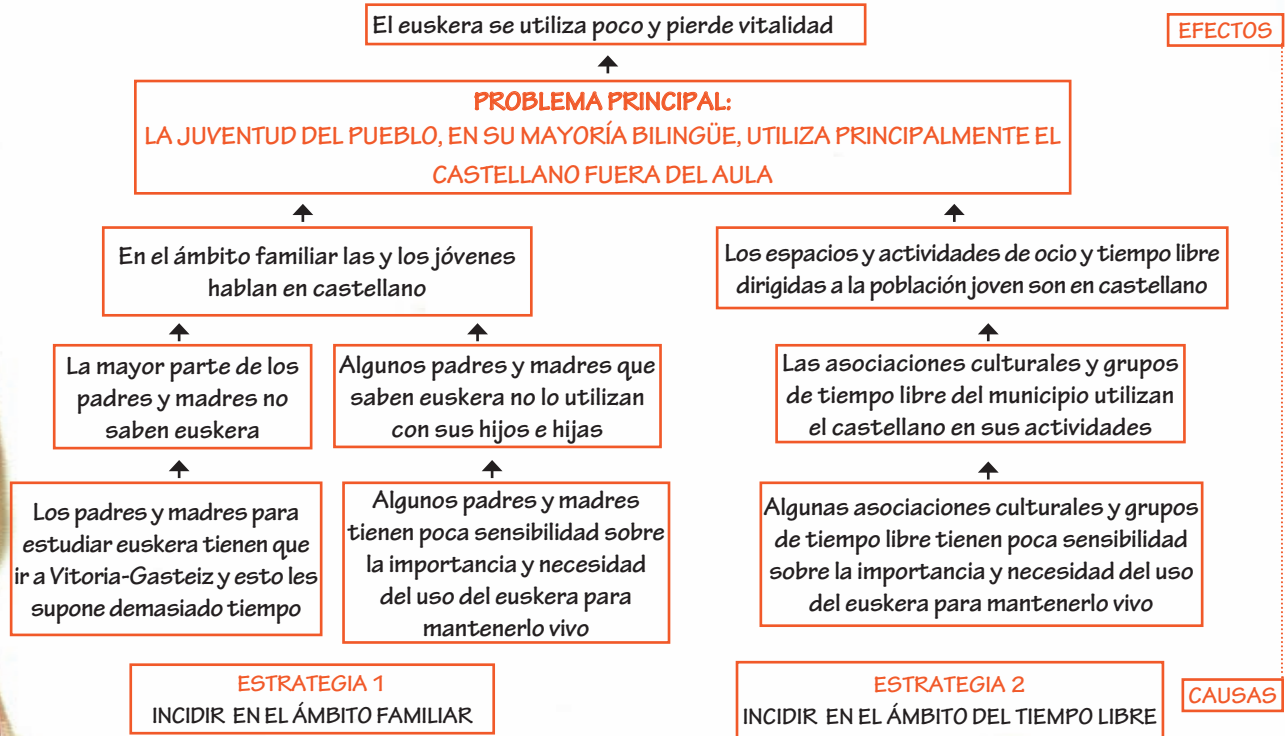 El euskera se utiliza poco y pierde vitalidad
EFECTOS
PROBLEMA PRINCIPAL:
LA JUVENTUD DEL PUEBLO, EN SU MAYORÍA BILINGÜE, UTILIZA PRINCIPALMENTE EL
CASTELLANO FUERA DEL AULA
En el ámbito familiar las y los jóvenes
hablan en castellano
Los espacios y actividades de ocio y tiempo libre
dirigidas a la población joven son en castellano
La mayor parte de los
padres y madres no
saben euskera
Algunos padres y madres que
saben euskera no lo utilizan
con sus hijos e hijas
Las asociaciones culturales y grupos
de tiempo libre del municipio utilizan
el castellano en sus actividades
Los padres y madres para
estudiar euskera tienen que
ir a Vitoria-Gasteiz y esto les
supone demasiado tiempo
Algunos padres y madres
tienen poca sensibilidad sobre
la importancia y necesidad
del uso del euskera para
mantenerlo vivo
Algunas asociaciones culturales y grupos
de tiempo libre tienen poca sensibilidad
sobre la importancia y necesidad del uso
del euskera para mantenerlo vivo
ESTRATEGIA 1
INCIDIR EN EL ÁMBITO FAMILIAR
ESTRATEGIA 2
INCIDIR EN EL ÁMBITO DEL TIEMPO LIBRE
CAUSAS